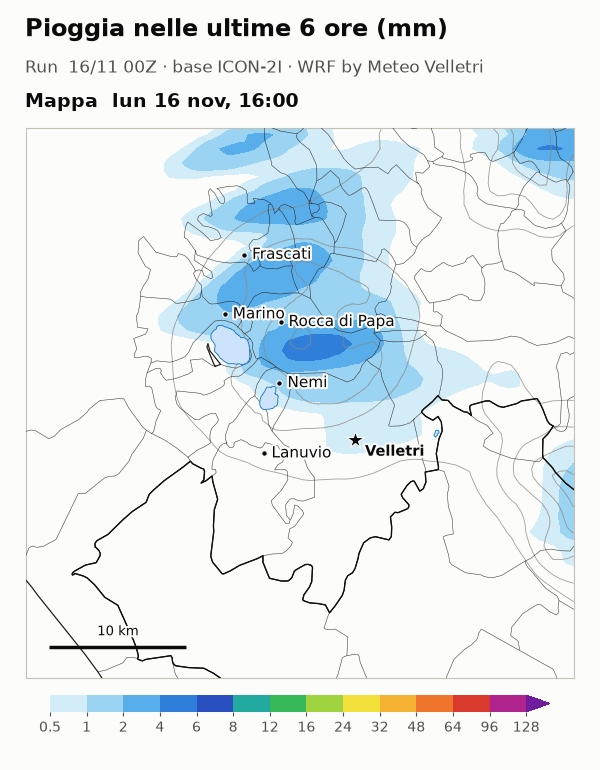 Pioggia nelle ultime 6 ore (mm)
Run  16/11 00Z · base ICON-2I · WRF by Meteo Velletri
Mappa  lun 16 nov, 16:00
Frascati
Marino
Rocca di Papa
Nemi
Velletri
Lanuvio
10 km
0.5 1 2 4 6 8 12 16 24 32 48 64 96 128